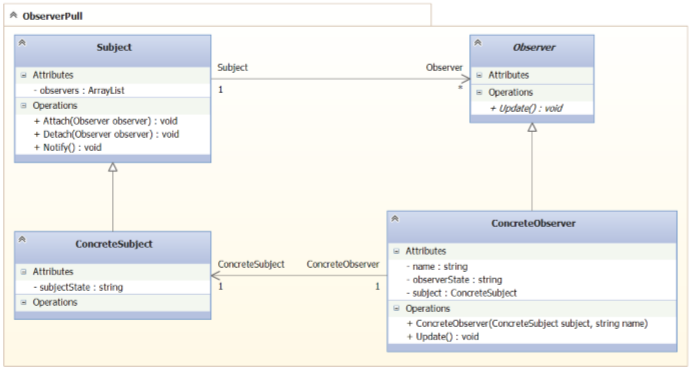 ObserverPull
Subject
Attributes
- observers : ArrayList
Operations
+ Attach(Observer observer) : void
+ Detach(Observer observer) : void
+ Notify() : void
Subject
Observer
1
*
Observer
Attributes
Operations
+ Update() : void
ConcreteSubject
Attributes
- subjectState : string
Operations
ConcreteSubject
ConcreteObserver
1
1
ConcreteObserver
Attributes
- name : string
- observerState : string
- subject : ConcreteSubject
Operations
+ ConcreteObserver(ConcreteSubject subject, string name)
+ Update() : void